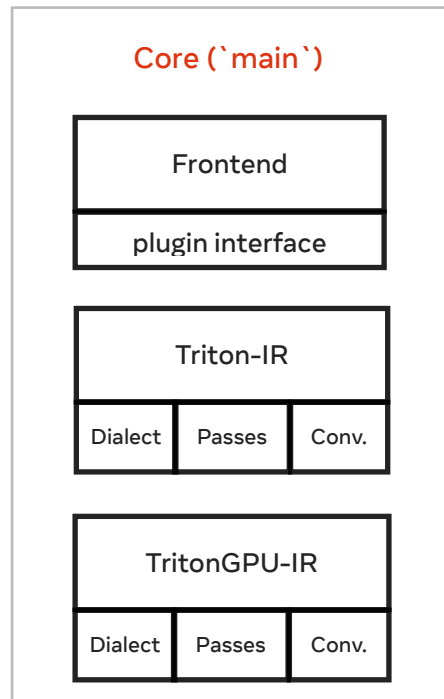 Core (`main`)
Frontend
plugin interface
Triton-IR
Dialect Passes Conv.
TritonGPU-IR
Dialect Passes Conv.